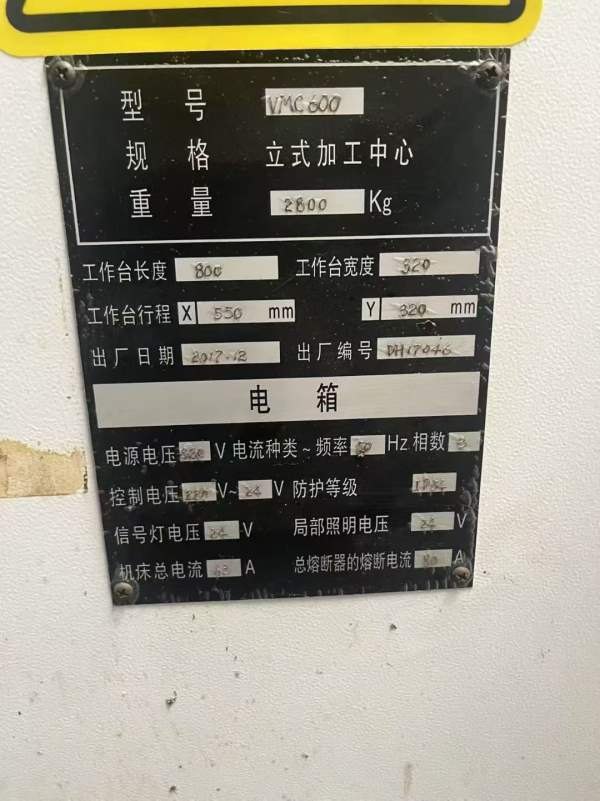 型 号 VMC600
规 格 立式加工中心
重 量 2800 Kg
工作台长度 800 工作台宽度 320
工作台行程 X 550 mm Y 320 mm
出厂日期 2017.12 出厂编号 DH17046
电 箱
电源电压 V 电流种类~频率 50 Hz 相数 3
控制电压 220 V~ 24 V 防护等级 IP54
信号灯电压 24 V 局部照明电压 24 V
机床总电流 A 总熔断器的熔断电流 A